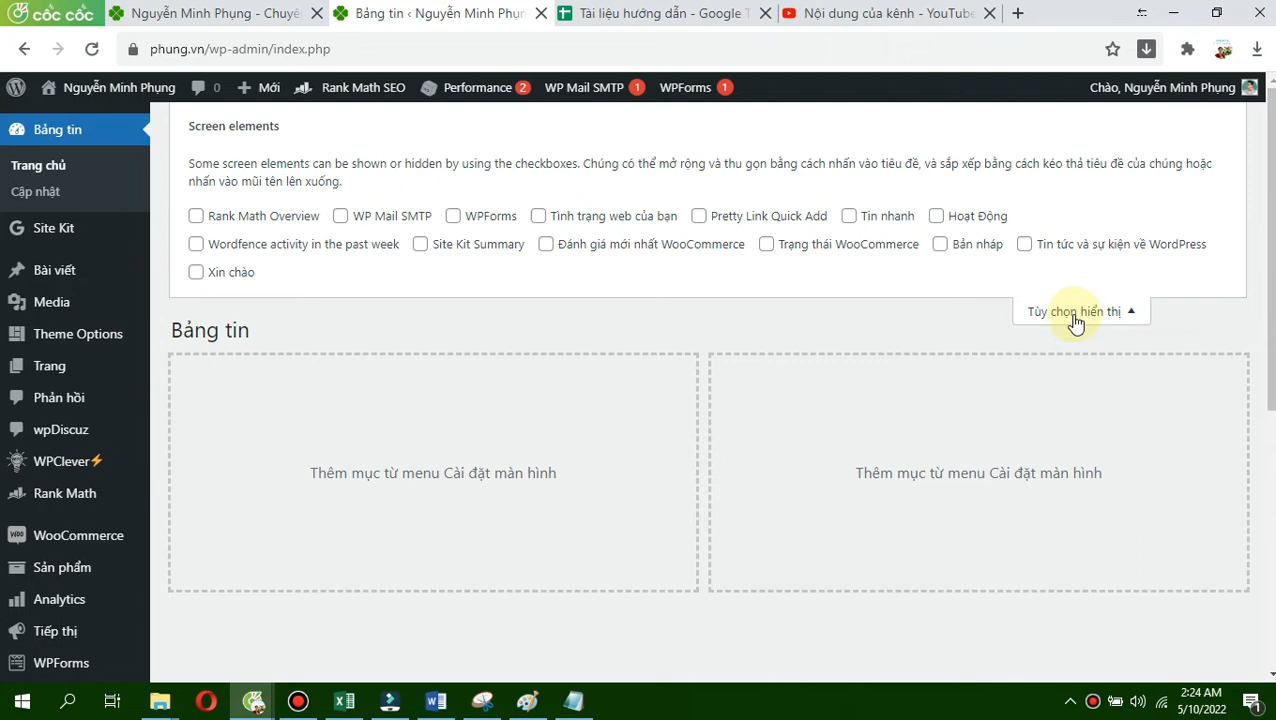 cốc cốc
Nguyễn Minh Phụng - Chuyê
Bảng tin ‹ Nguyễn Minh Phụn
Tài liệu hướng dẫn - Google T
Nội dung của kênh - YouTube
phung.vn/wp-admin/index.php
Nguyễn Minh Phụng 0 Mới Rank Math SEO Performance 2 WP Mail SMTP 1 WPForms 1 Chào, Nguyễn Minh Phụng
Bảng tin
Trang chủ
Cập nhật
Site Kit
Bài viết
Media
Theme Options
Trang
Phản hồi
wpDiscuz
WPClever⚡
Rank Math
WooCommerce
Sản phẩm
Analytics
Tiếp thị
WPForms
Screen elements
Some screen elements can be shown or hidden by using the checkboxes. Chúng có thể mở rộng và thu gọn bằng cách nhấn vào tiêu đề, và sắp xếp bằng cách kéo thả tiêu đề của chúng hoặc
nhấn vào mũi tên lên xuống.
Rank Math Overview WP Mail SMTP WPForms Tình trạng web của bạn Pretty Link Quick Add Tin nhanh Hoạt Động
Wordfence activity in the past week Site Kit Summary Đánh giá mới nhất WooCommerce Trạng thái WooCommerce Bản nháp Tin tức và sự kiện về WordPress
Xin chào
Tùy chọn hiển thị
Bảng tin
Thêm mục từ menu Cài đặt màn hình
Thêm mục từ menu Cài đặt màn hình
2:24 AM
5/10/2022
1